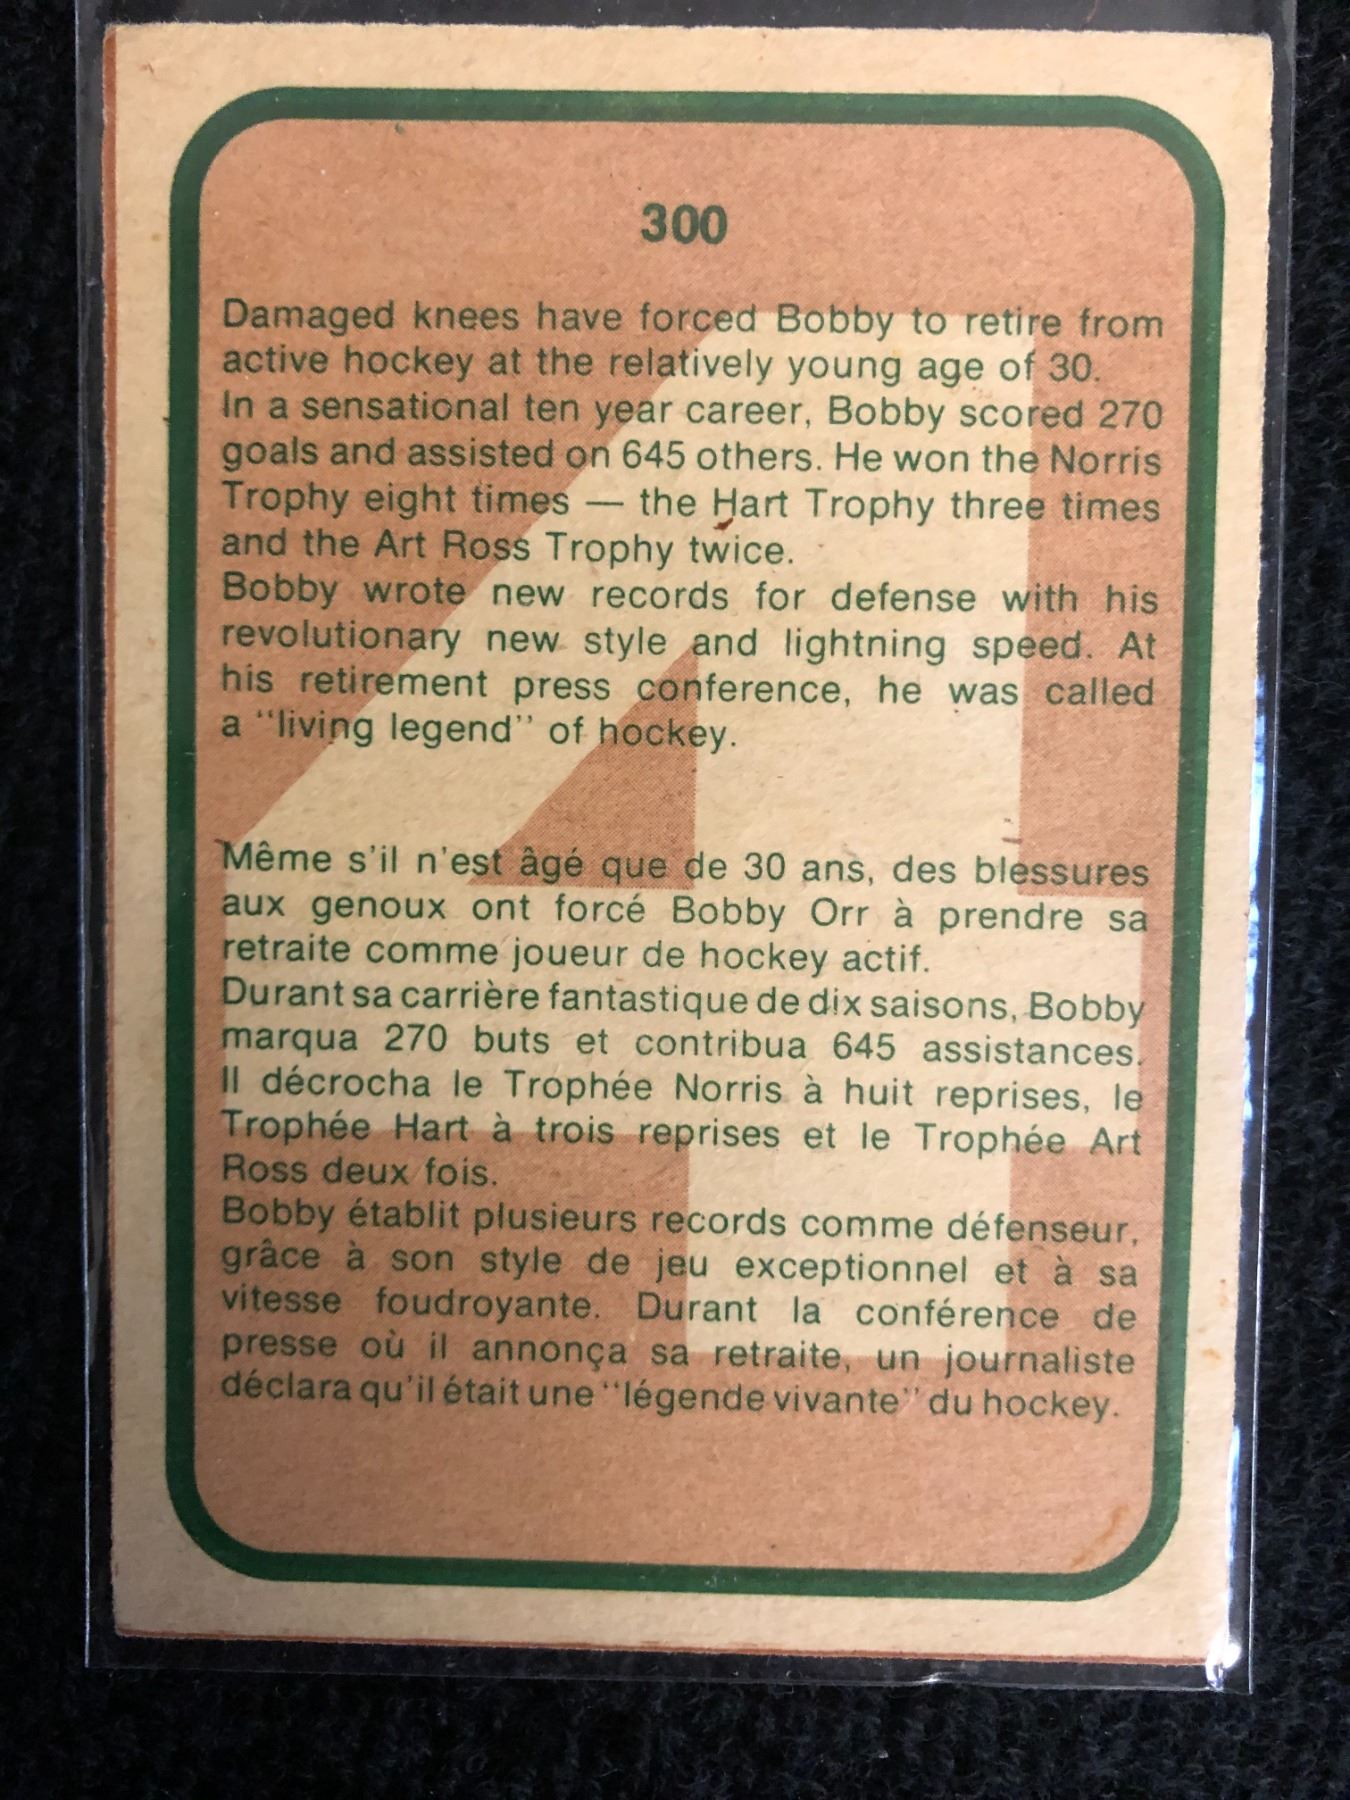 300
Damaged knees have forced Bobby to retire from
active hockey at the relatively young age of 30.
In a sensational ten year career, Bobby scored 270
goals and assisted on 645 others. He won the Norris
Trophy eight times — the Hart Trophy three times
and the Art Ross Trophy twice.
Bobby wrote new records for defense with his
revolutionary new style and lightning speed. At
his retirement press conference, he was called
a "living legend" of hockey.
Même s'il n'est âgé que de 30 ans, des blessures
aux genoux ont forcé Bobby Orr à prendre sa
retraite comme joueur de hockey actif.
Durant sa carrière fantastique de dix saisons, Bobby
marqua 270 buts et contribua 645 assistances.
Il décrocha le Trophée Norris à huit reprises, le
Trophée Hart à trois reprises et le Trophée Art
Ross deux fois.
Bobby établit plusieurs records comme défenseur,
grâce à son style de jeu exceptionnel et à sa
vitesse foudroyante. Durant la conférence de
presse où il annonça sa retraite, un journaliste
déclara qu'il était une "légende vivante" du hockey.